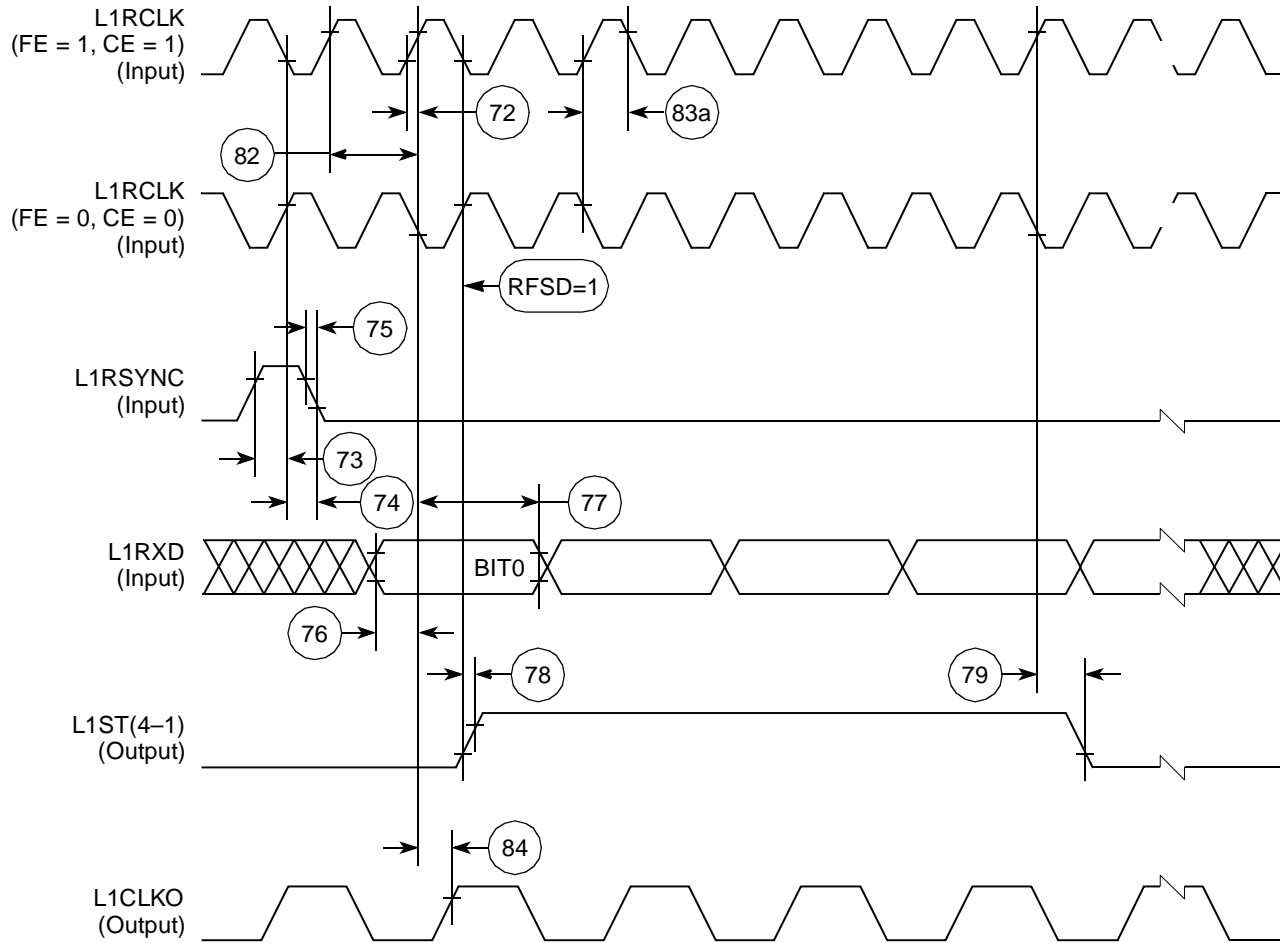 L1RCLK
(FE = 1, CE = 1)
(Input)
72
83a
82
L1RCLK
(FE = 0, CE = 0)
(Input)
RFSD=1
75
L1RSYNC
(Input)
73
74
77
L1RXD
(Input)
BIT0
76
78
79
L1ST(4–1)
(Output)
84
L1CLKO
(Output)